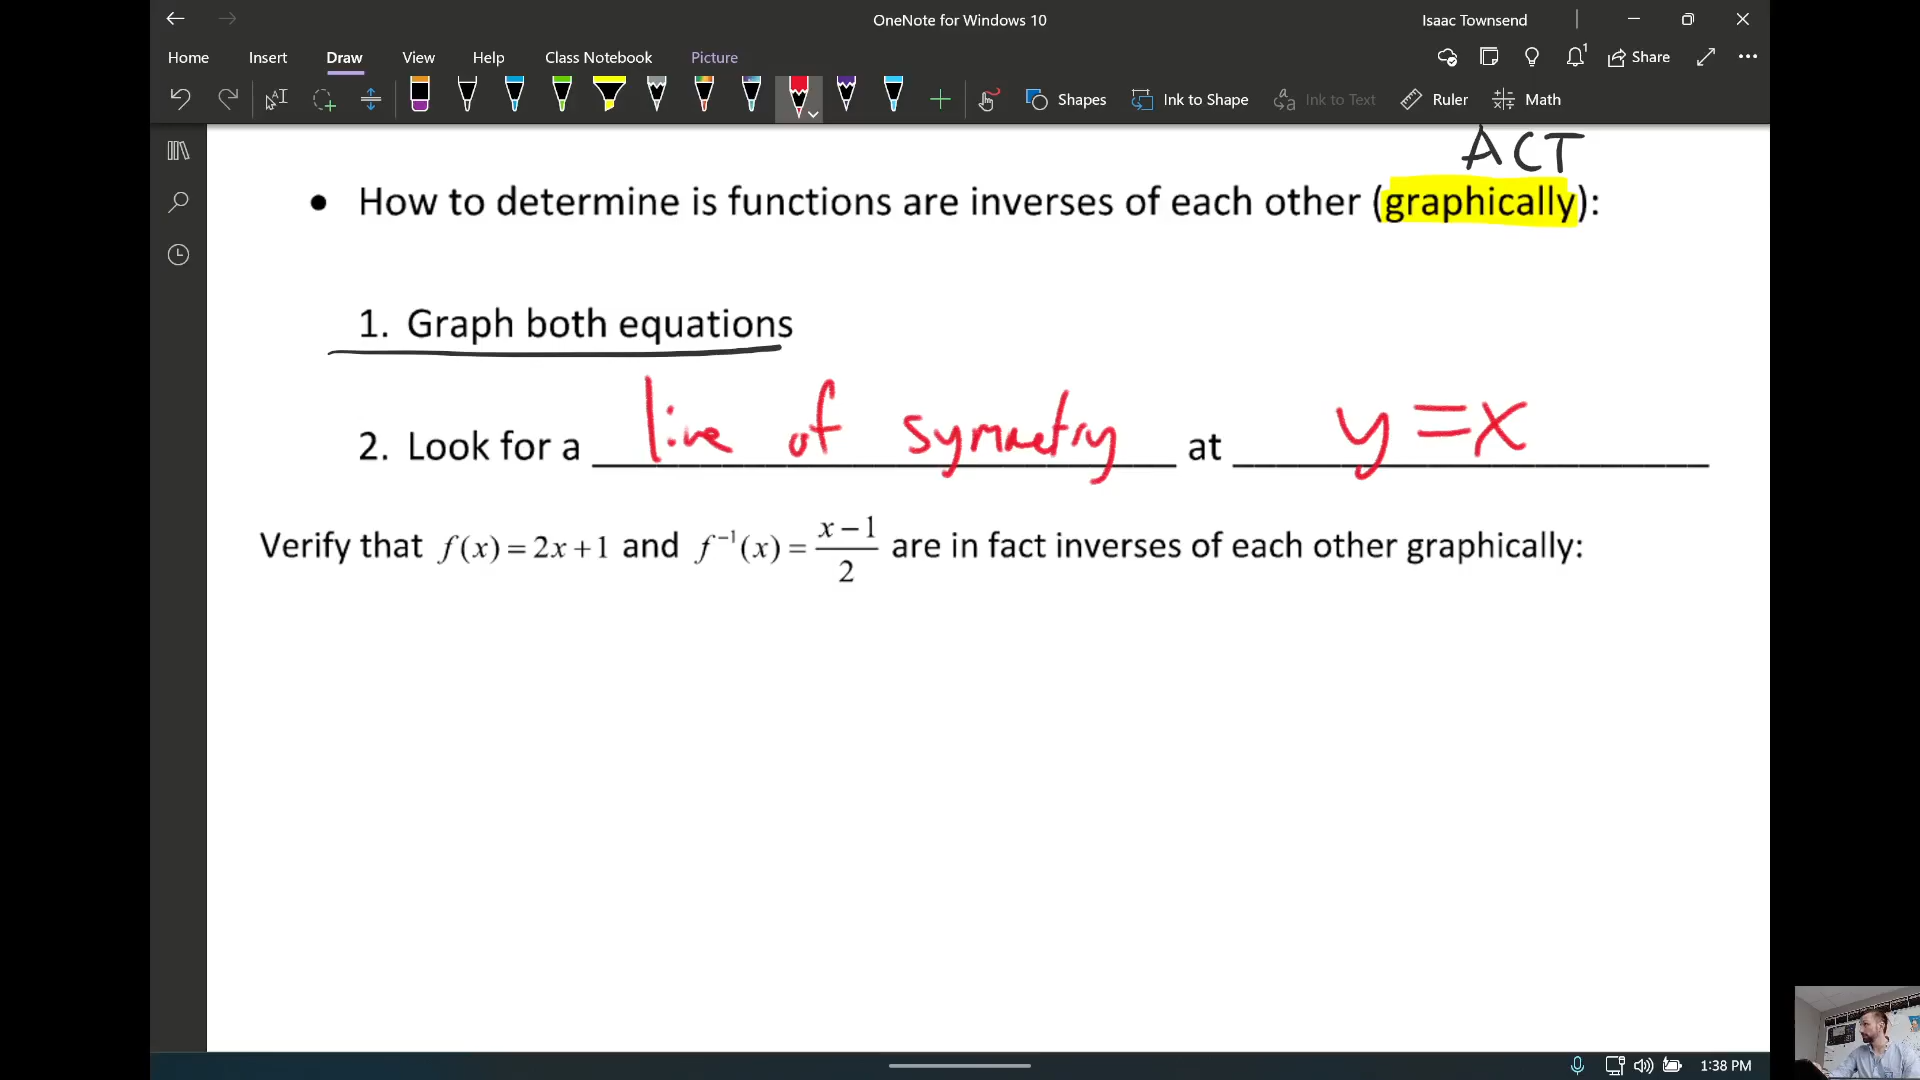 OneNote for Windows 10
Isaac Townsend
Home Insert Draw View Help Class Notebook Picture
1 Share
Shapes Ink to Shape Ink to Text Ruler Math
ACT
• How to determine is functions are inverses of each other (graphically):
1. Graph both equations
2. Look for a line of symmetry at y = x
Verify that f(x) = 2x + 1 and f⁻¹(x) = (x − 1)/2 are in fact inverses of each other graphically:
1:38 PM